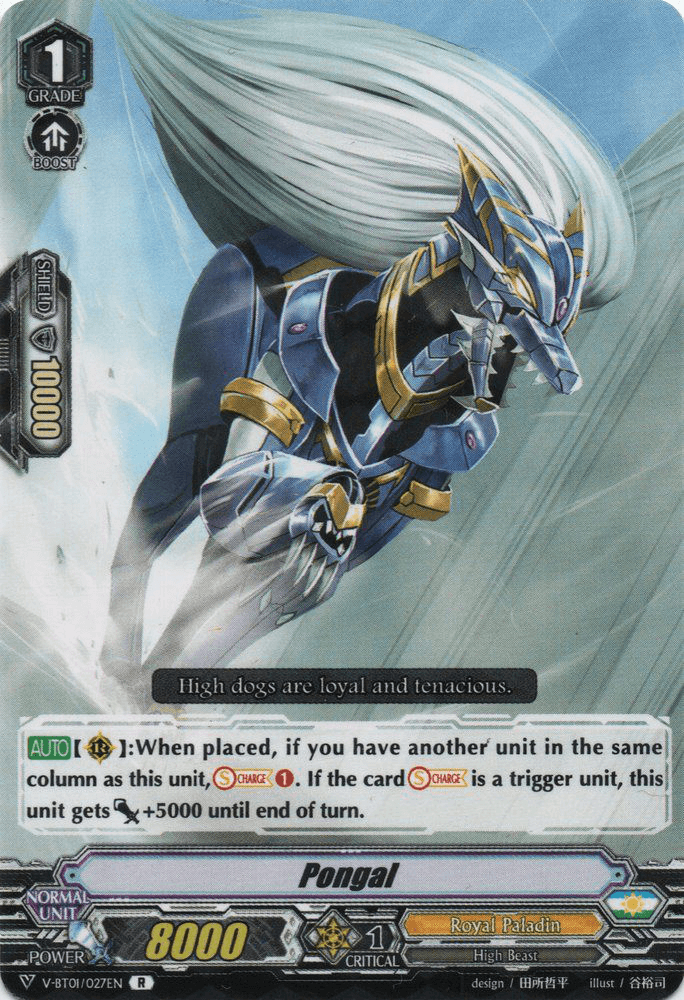 1
GRADE
BOOST
SHIELD
10000
High dogs are loyal and tenacious.
AUTO [ R ]:When placed, if you have another unit in the same
column as this unit, S CHARGE 1. If the card S CHARGE is a trigger unit, this
unit gets +5000 until end of turn.
Pongal
NORMAL
UNIT
POWER 8000
1
CRITICAL
Royal Paladin
High Beast
V-BT01/027EN R
design / 田所哲平 illust / 谷裕司